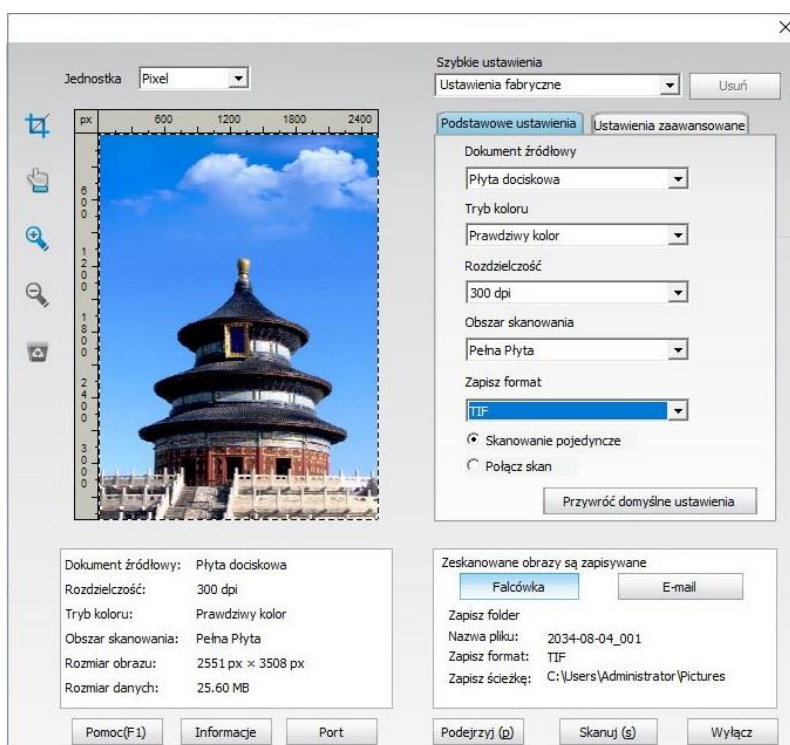 Jednostka Pixel
Szybkie ustawienia
Ustawienia fabryczne Usuń
px 600 1200 1800 2400
600
1200
1800
2400
3000
Podstawowe ustawienia Ustawienia zaawansowane
Dokument źródłowy
Płyta dociskowa
Tryb koloru
Prawdziwy kolor
Rozdzielczość
300 dpi
Obszar skanowania
Pełna Płyta
Zapisz format
TIF
Skanowanie pojedyncze
Połącz skan
Przywróć domyślne ustawienia
Dokument źródłowy: Płyta dociskowa
Rozdzielczość: 300 dpi
Tryb koloru: Prawdziwy kolor
Obszar skanowania: Pełna Płyta
Rozmiar obrazu: 2551 px × 3508 px
Rozmiar danych: 25.60 MB
Zeskanowane obrazy są zapisywane
Falcówka E-mail
Zapisz folder
Nazwa pliku: 2034-08-04_001
Zapisz format: TIF
Zapisz ścieżkę: C:\Users\Administrator\Pictures
Pomoc(F1) Informacje Port Podejrzyj (p) Skanuj (s) Wyłącz